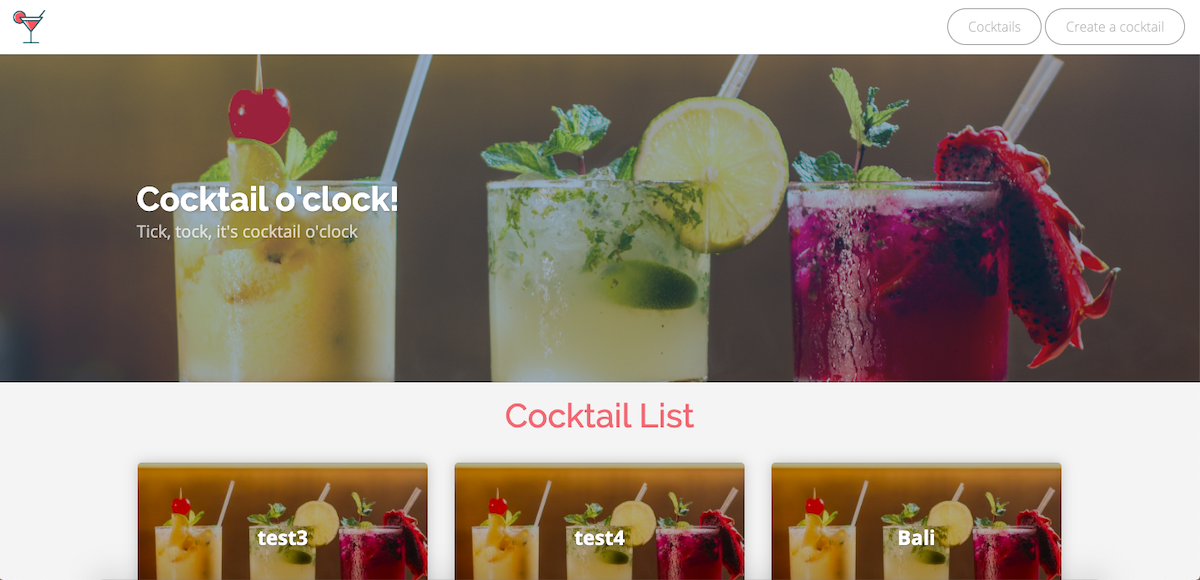 Cocktails
Create a cocktail
Cocktail o'clock!
Tick, tock, it's cocktail o'clock
Cocktail List
test3
test4
Bali